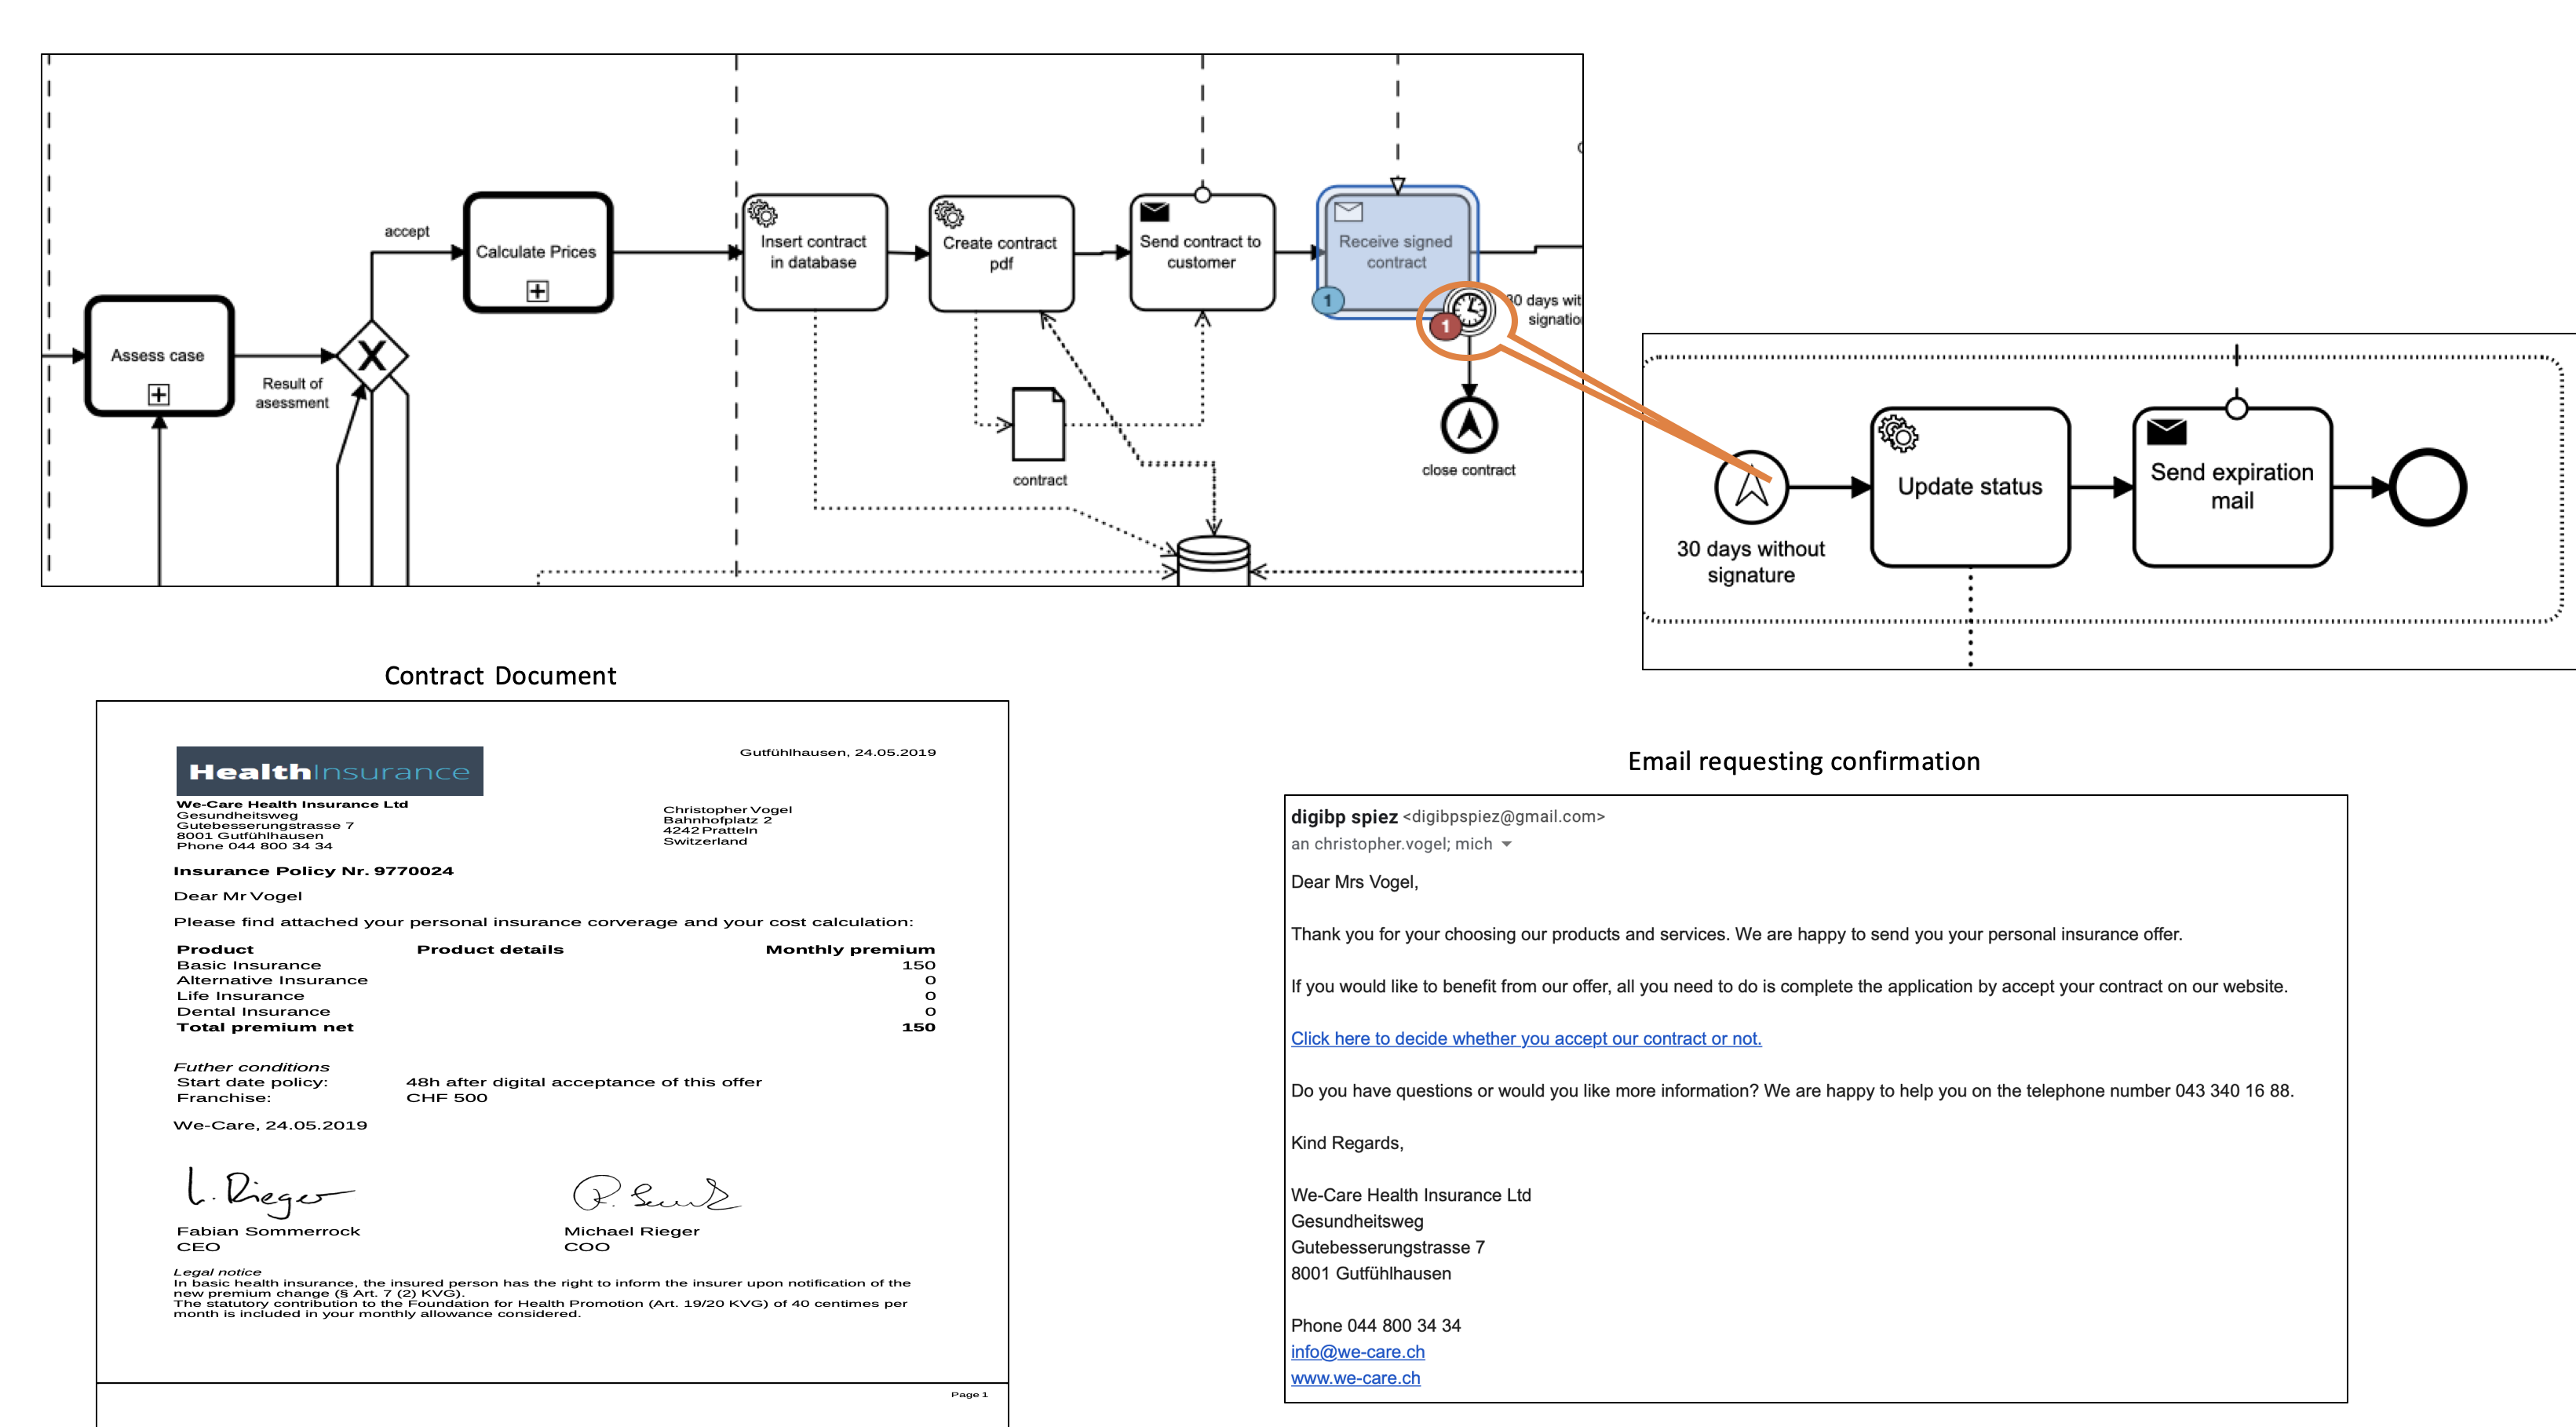 accept
Assess case
Result of
asessment
X
Calculate Prices
Insert contract
in database
Create contract
pdf
Send contract to
customer
Receive signed
contract
1
1
30 days wit
signatio
contract
close contract
30 days without
signature
Update status
Send expiration
mail
Contract Document
HealthInsurance
Gutfühlhausen, 24.05.2019
We-Care Health Insurance Ltd
Gesundheitsweg
Gutebesserungstrasse 7
8001 Gutfühlhausen
Phone 044 800 34 34
Christopher Vogel
Bahnhofplatz 2
4242 Pratteln
Switzerland
Insurance Policy Nr. 9770024
Dear Mr Vogel
Please find attached your personal insurance corverage and your cost calculation:
Product Product details Monthly premium
Basic Insurance 150
Alternative Insurance 0
Life Insurance 0
Dental Insurance 0
Total premium net 150
Futher conditions
Start date policy: 48h after digital acceptance of this offer
Franchise: CHF 500
We-Care, 24.05.2019
Fabian Sommerrock Michael Rieger
CEO COO
Legal notice
In basic health insurance, the insured person has the right to inform the insurer upon notification of the
new premium change (§ Art. 7 (2) KVG).
The statutory contribution to the Foundation for Health Promotion (Art. 19/20 KVG) of 40 centimes per
month is included in your monthly allowance considered.
Page 1
Email requesting confirmation
digibp spiez <digibpspiez@gmail.com>
an christopher.vogel; mich
Dear Mrs Vogel,
Thank you for your choosing our products and services. We are happy to send you your personal insurance offer.
If you would like to benefit from our offer, all you need to do is complete the application by accept your contract on our website.
Click here to decide whether you accept our contract or not.
Do you have questions or would you like more information? We are happy to help you on the telephone number 043 340 16 88.
Kind Regards,
We-Care Health Insurance Ltd
Gesundheitsweg
Gutebesserungstrasse 7
8001 Gutfühlhausen
Phone 044 800 34 34
info@we-care.ch
www.we-care.ch